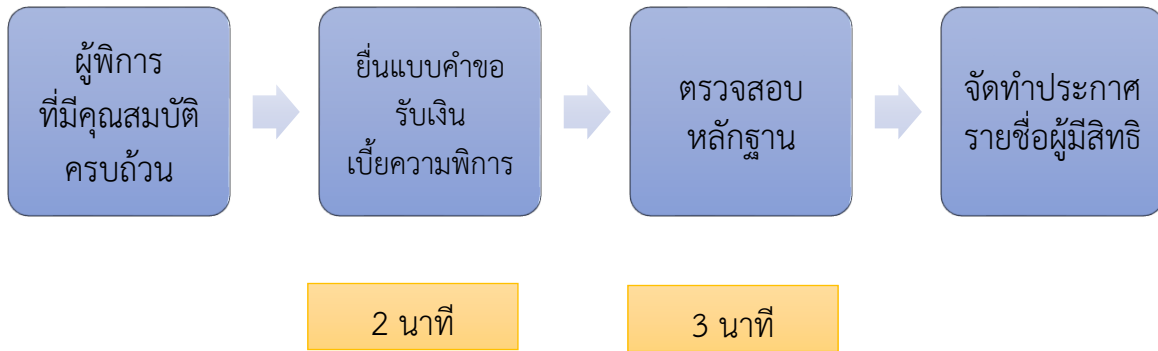 ผู้พิการ
ที่มีคุณสมบัติ
ครบถ้วน
ยื่นแบบคำขอ
รับเงิน
เบี้ยความพิการ
ตรวจสอบ
หลักฐาน
จัดทำประกาศ
รายชื่อผู้มีสิทธิ
2 นาที
3 นาที